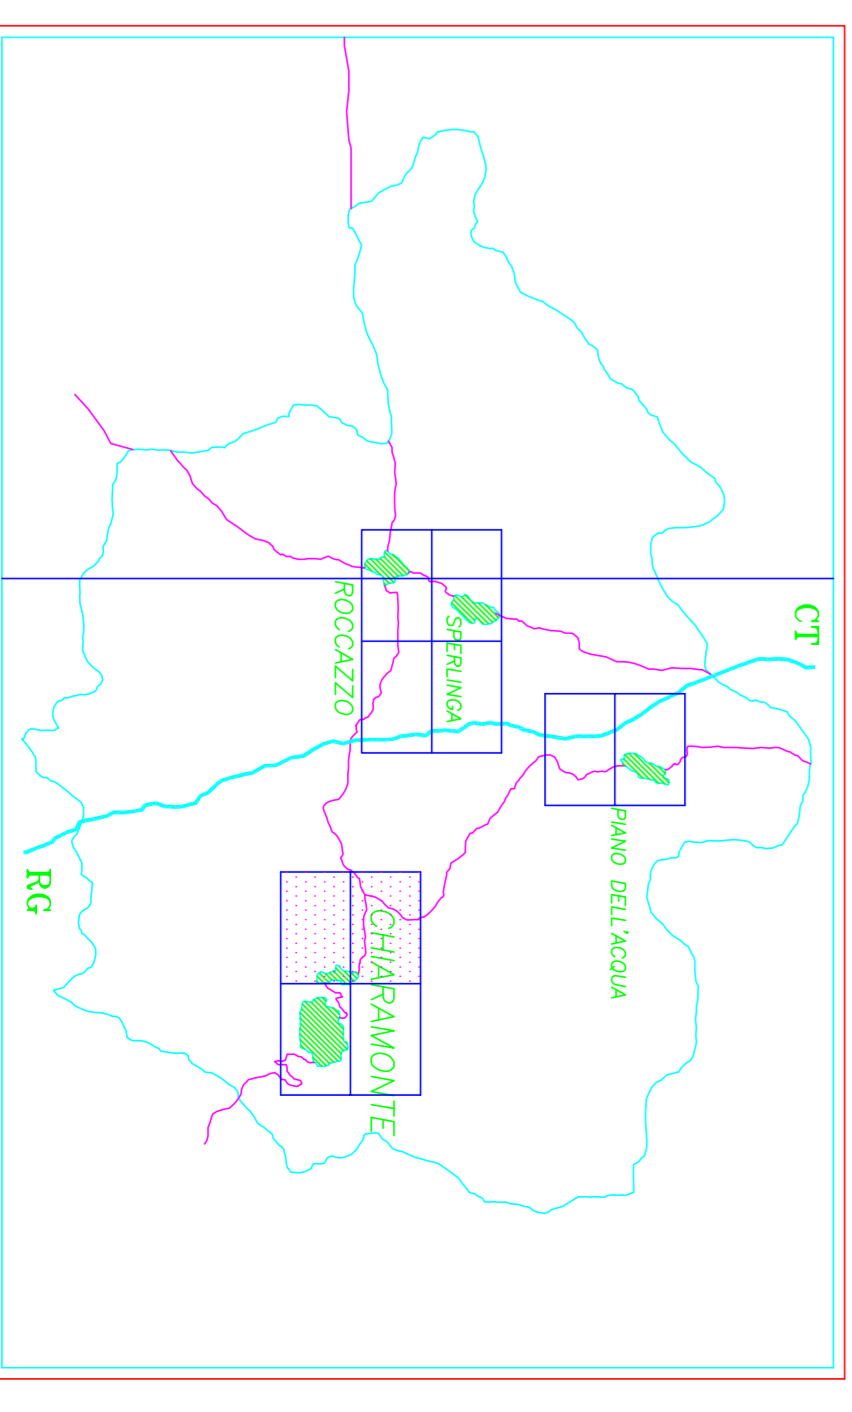 CT
PIANO DELL'ACQUA
SPERLINGA
CHIARAMONTE
ROCCAZZO
RG